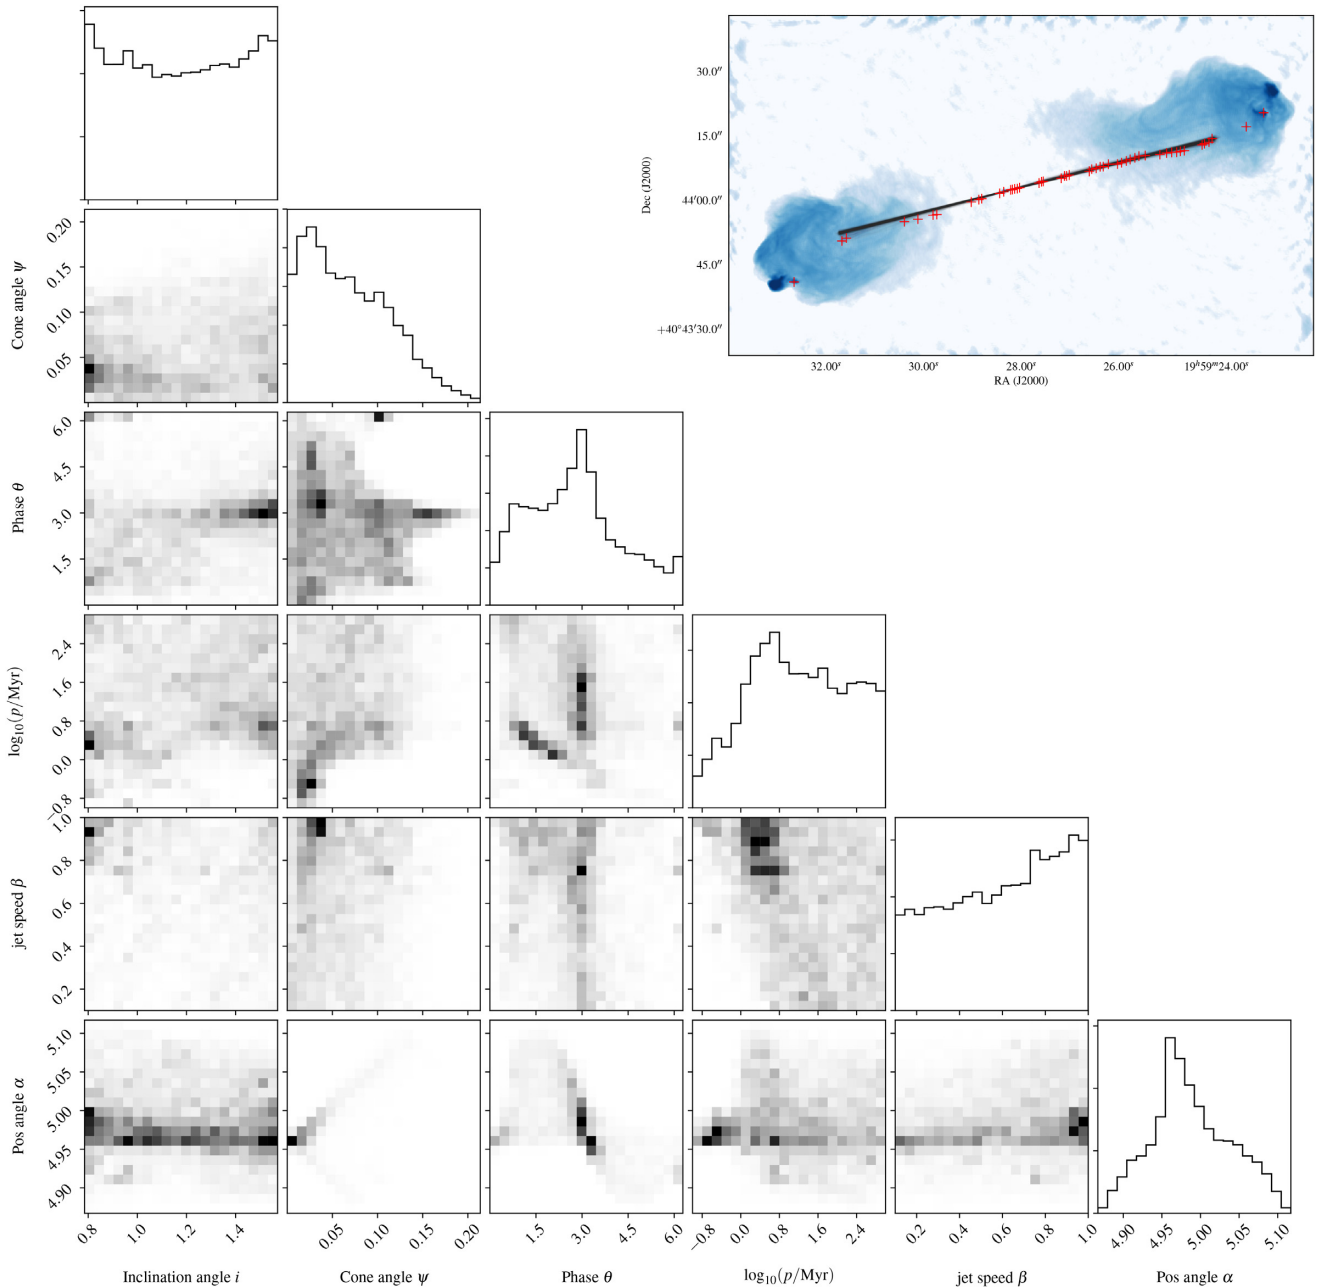 30.0″
15.0″
44′00.0″
45.0″
+40°43′30.0″
Dec (J2000)
32.00ˢ 30.00ˢ 28.00ˢ 26.00ˢ 19ʰ59ᵐ24.00ˢ
RA (J2000)
Cone angle ψ
0.20
0.15
0.10
0.05
Phase θ
6.0
4.5
3.0
1.5
log₁₀(p/Myr)
2.4
1.6
0.8
0.0
−0.8
jet speed β
1.0
0.8
0.6
0.4
0.2
Pos angle α
5.10
5.05
5.00
4.95
4.90
0.8 1.0 1.2 1.4
0.05 0.10 0.15 0.20
1.5 3.0 4.5 6.0
−0.8 0.0 0.8 1.6 2.4
0.2 0.4 0.6 0.8 1.0
4.90 4.95 5.00 5.05 5.10
Inclination angle i
Cone angle ψ
Phase θ
log₁₀(p/Myr)
jet speed β
Pos angle α